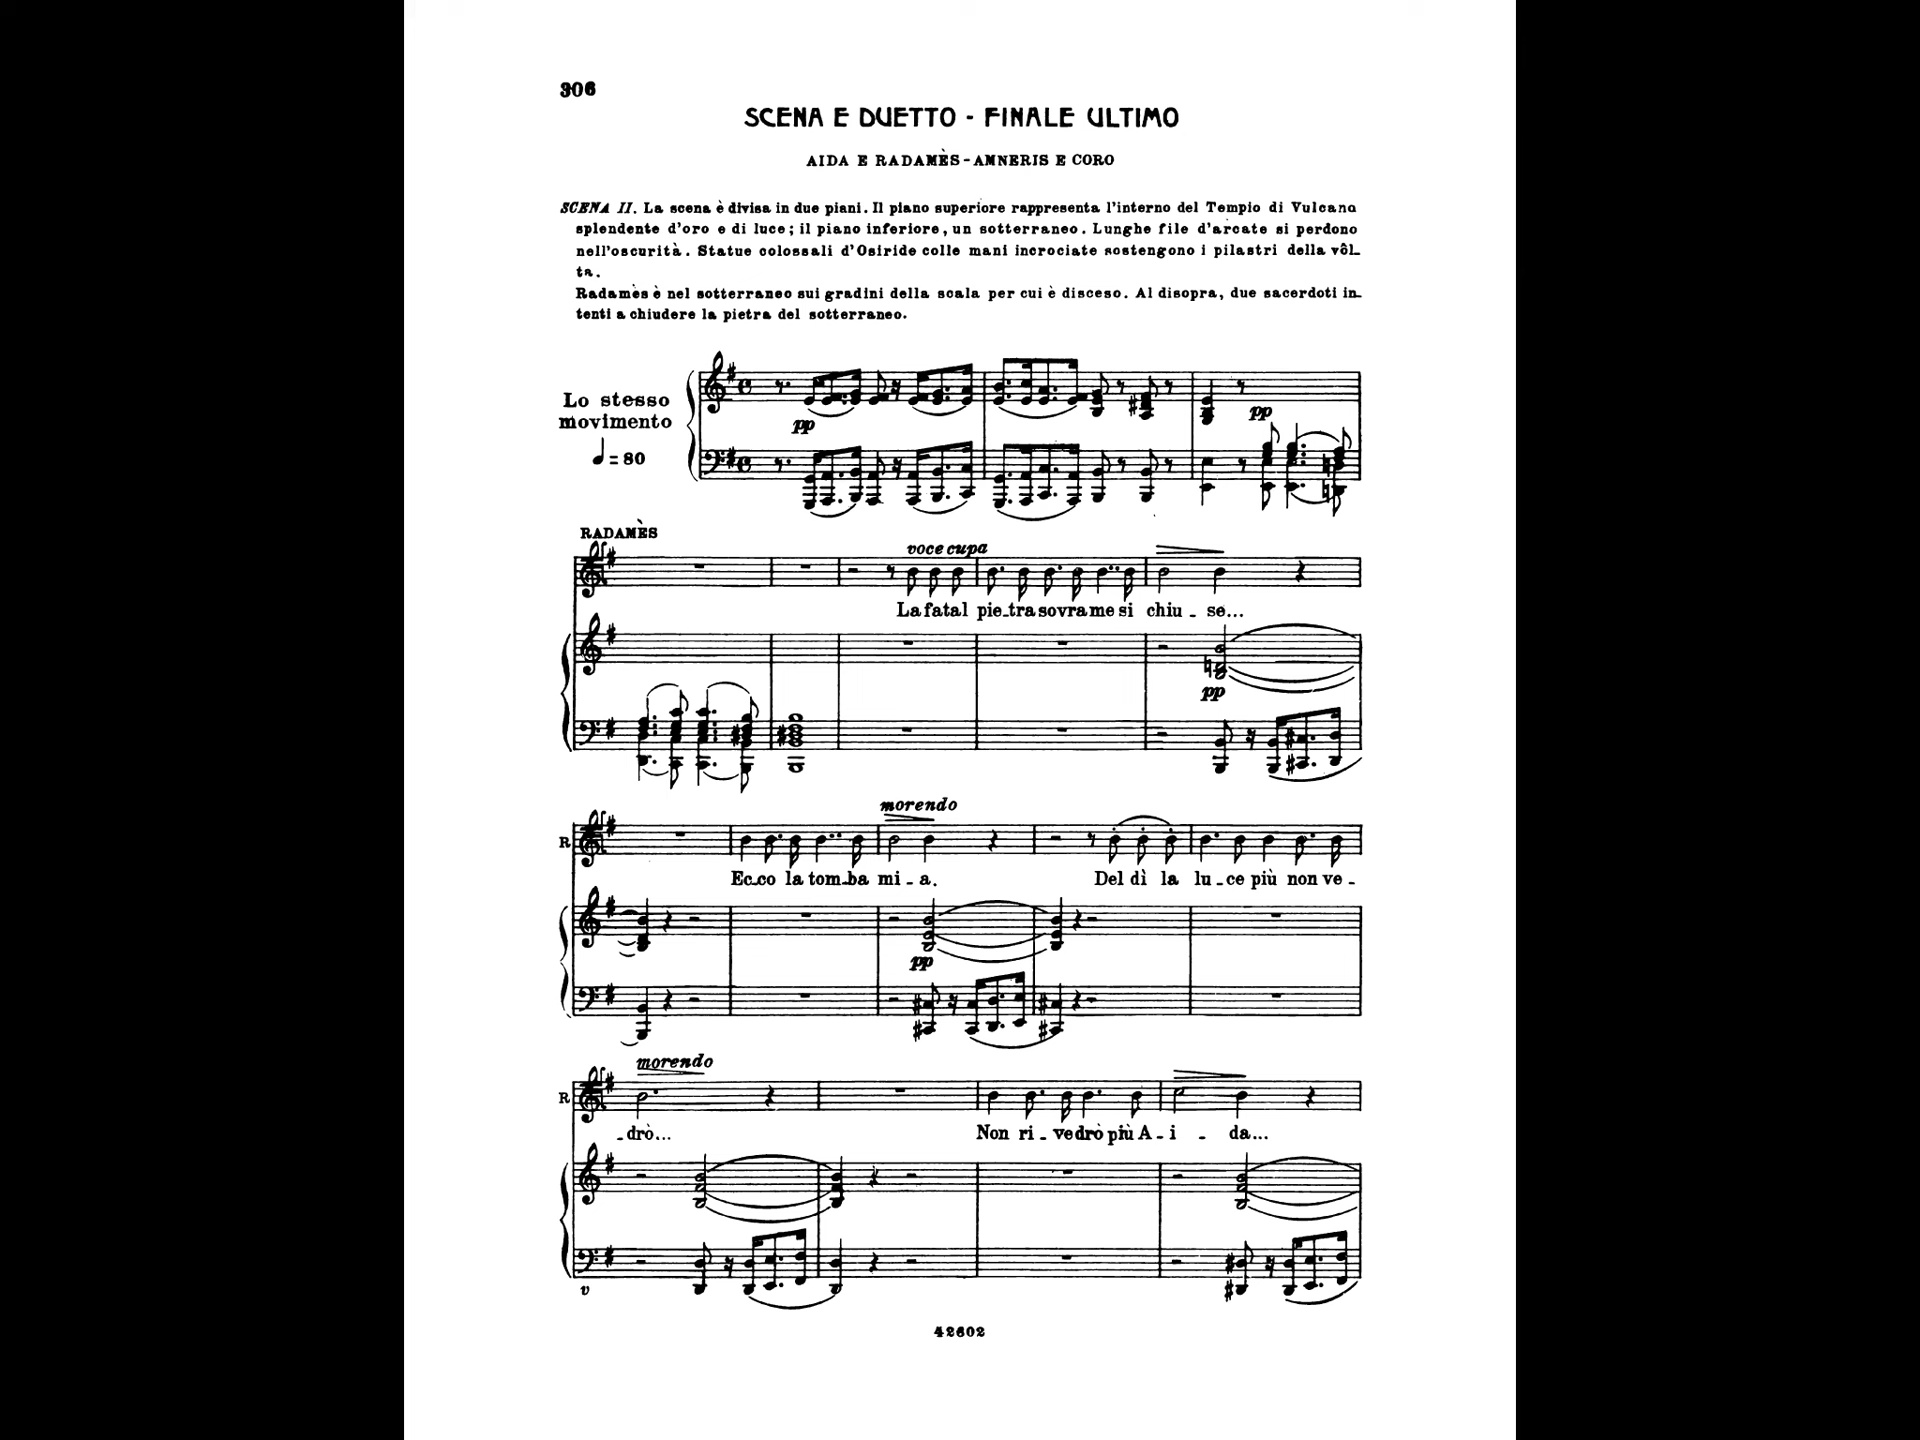 306
SCENA E DUETTO - FINALE ULTIMO
AIDA E RADAMÈS - AMNERIS E CORO
SCENA II. La scena è divisa in due piani. Il piano superiore rappresenta l'interno del Tempio di Vulcano
splendente d'oro e di luce; il piano inferiore, un sotterraneo. Lunghe file d'arcate si perdono
nell'oscurità. Statue colossali d'Osiride colle mani incrociate sostengono i pilastri della vôl-
ta.
Radamès è nel sotterraneo sui gradini della scala per cui è disceso. Al disopra, due sacerdoti in-
tenti a chiudere la pietra del sotterraneo.
Lo stesso
movimento
♩ = 80
pp
pp
RADAMÈS
voce cupa
La fatal pie-tra sovra me si chiu - se...
pp
morendo
R
Ec-co la tom-ba mi - a. Del dì la lu - ce più non ve -
pp
morendo
R
- drò... Non ri - vedrò più A - i - da...
v
42602